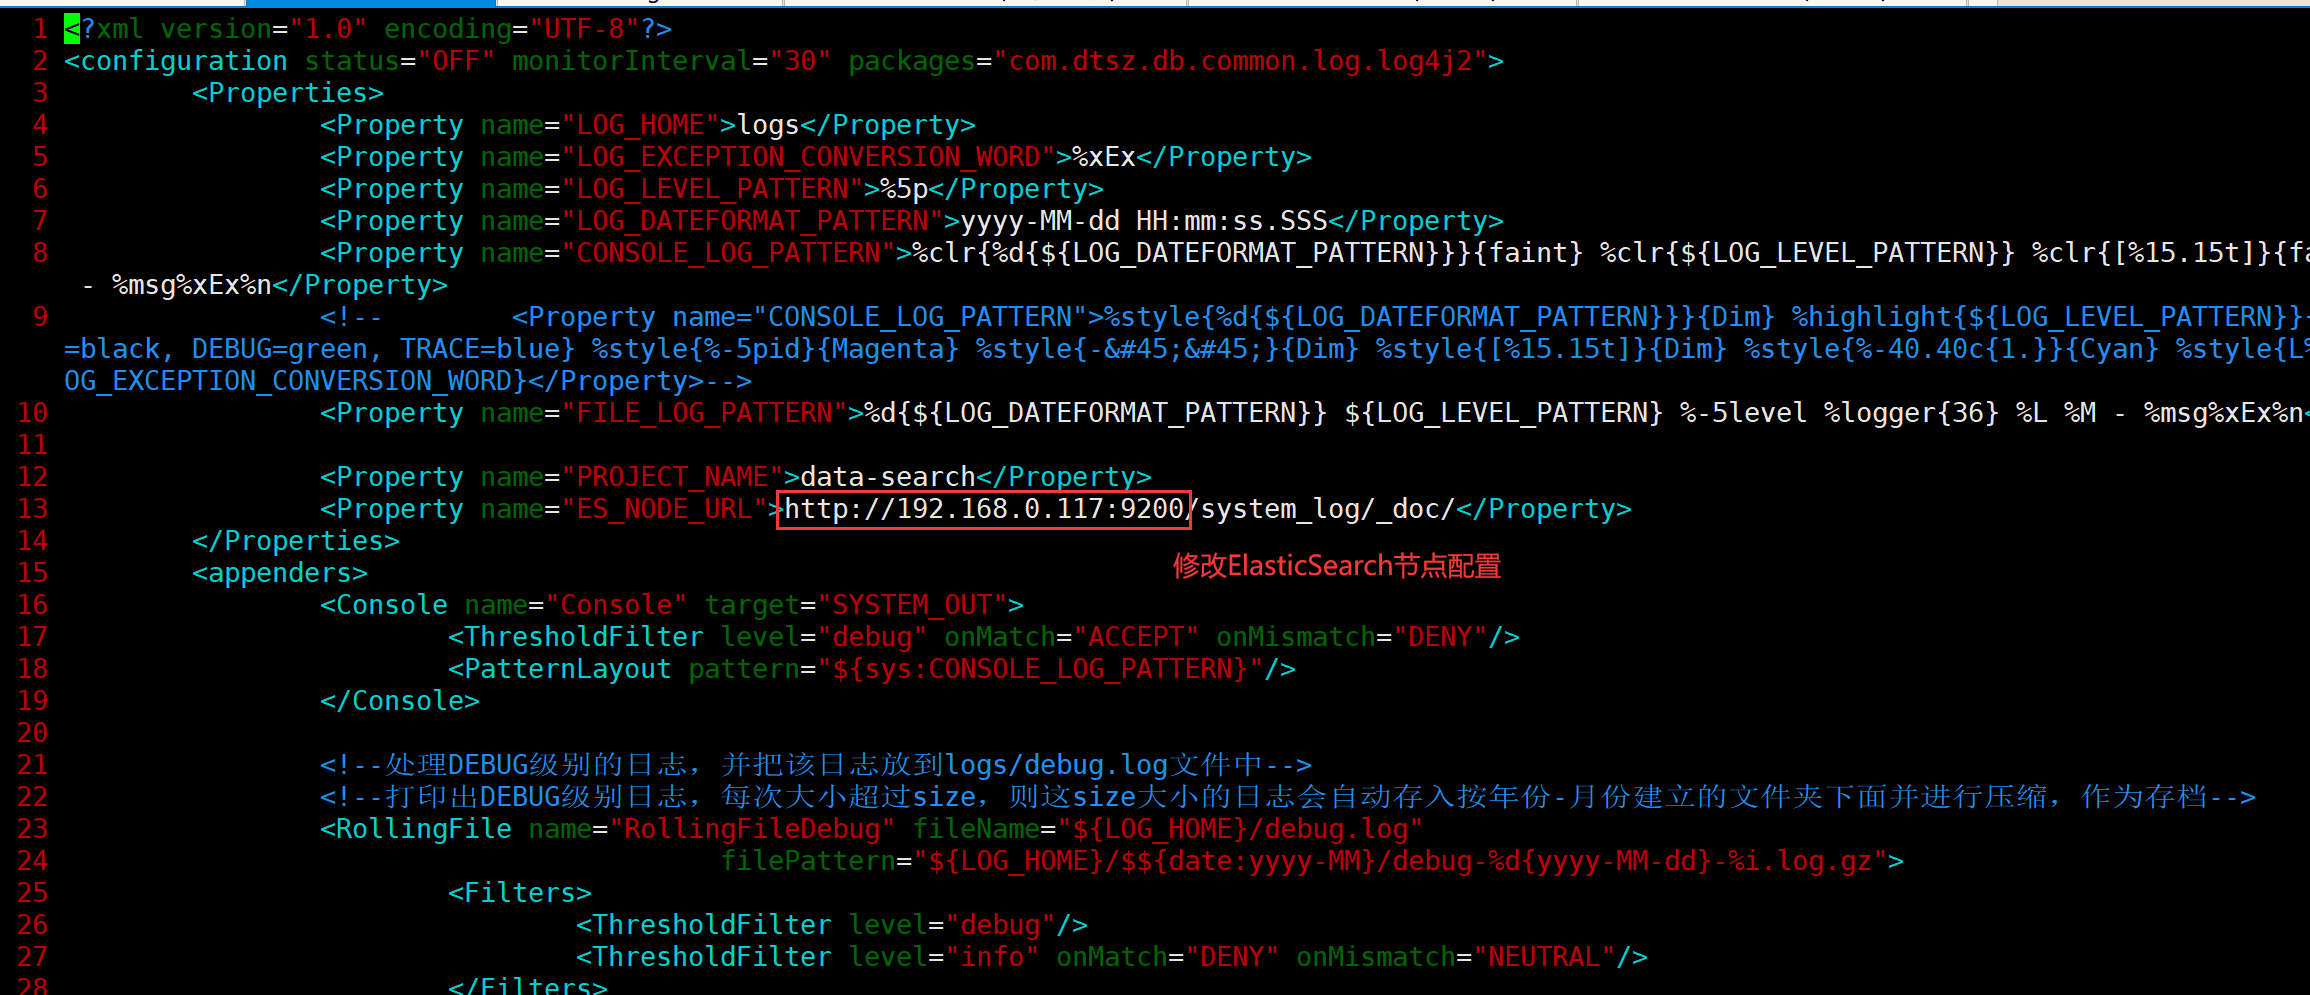 1 <?xml version="1.0" encoding="UTF-8"?>
2 <configuration status="OFF" monitorInterval="30" packages="com.dtsz.db.common.log.log4j2">
3 <Properties>
4 <Property name="LOG_HOME">logs</Property>
5 <Property name="LOG_EXCEPTION_CONVERSION_WORD">%xEx</Property>
6 <Property name="LOG_LEVEL_PATTERN">%5p</Property>
7 <Property name="LOG_DATEFORMAT_PATTERN">yyyy-MM-dd HH:mm:ss.SSS</Property>
8 <Property name="CONSOLE_LOG_PATTERN">%clr{%d{${LOG_DATEFORMAT_PATTERN}}}{faint} %clr{${LOG_LEVEL_PATTERN}} %clr{[%15.15t]}{fa
- %msg%xEx%n</Property>
9 <!-- <Property name="CONSOLE_LOG_PATTERN">%style{%d{${LOG_DATEFORMAT_PATTERN}}}{Dim} %highlight{${LOG_LEVEL_PATTERN}}{
=black, DEBUG=green, TRACE=blue} %style{%-5pid}{Magenta} %style{-&#45;&#45;}{Dim} %style{[%15.15t]}{Dim} %style{%-40.40c{1.}}{Cyan} %style{L%
OG_EXCEPTION_CONVERSION_WORD}</Property>-->
10 <Property name="FILE_LOG_PATTERN">%d{${LOG_DATEFORMAT_PATTERN}} ${LOG_LEVEL_PATTERN} %-5level %logger{36} %L %M - %msg%xEx%n<
11
12 <Property name="PROJECT_NAME">data-search</Property>
13 <Property name="ES_NODE_URL">http://192.168.0.117:9200/system_log/_doc/</Property>
14 </Properties>
修改ElasticSearch节点配置
15 <appenders>
16 <Console name="Console" target="SYSTEM_OUT">
17 <ThresholdFilter level="debug" onMatch="ACCEPT" onMismatch="DENY"/>
18 <PatternLayout pattern="${sys:CONSOLE_LOG_PATTERN}"/>
19 </Console>
20
21 <!--处理DEBUG级别的日志，并把该日志放到logs/debug.log文件中-->
22 <!--打印出DEBUG级别日志，每次大小超过size，则这size大小的日志会自动存入按年份-月份建立的文件夹下面并进行压缩，作为存档-->
23 <RollingFile name="RollingFileDebug" fileName="${LOG_HOME}/debug.log"
24 filePattern="${LOG_HOME}/$${date:yyyy-MM}/debug-%d{yyyy-MM-dd}-%i.log.gz">
25 <Filters>
26 <ThresholdFilter level="debug"/>
27 <ThresholdFilter level="info" onMatch="DENY" onMismatch="NEUTRAL"/>
28 </Filters>